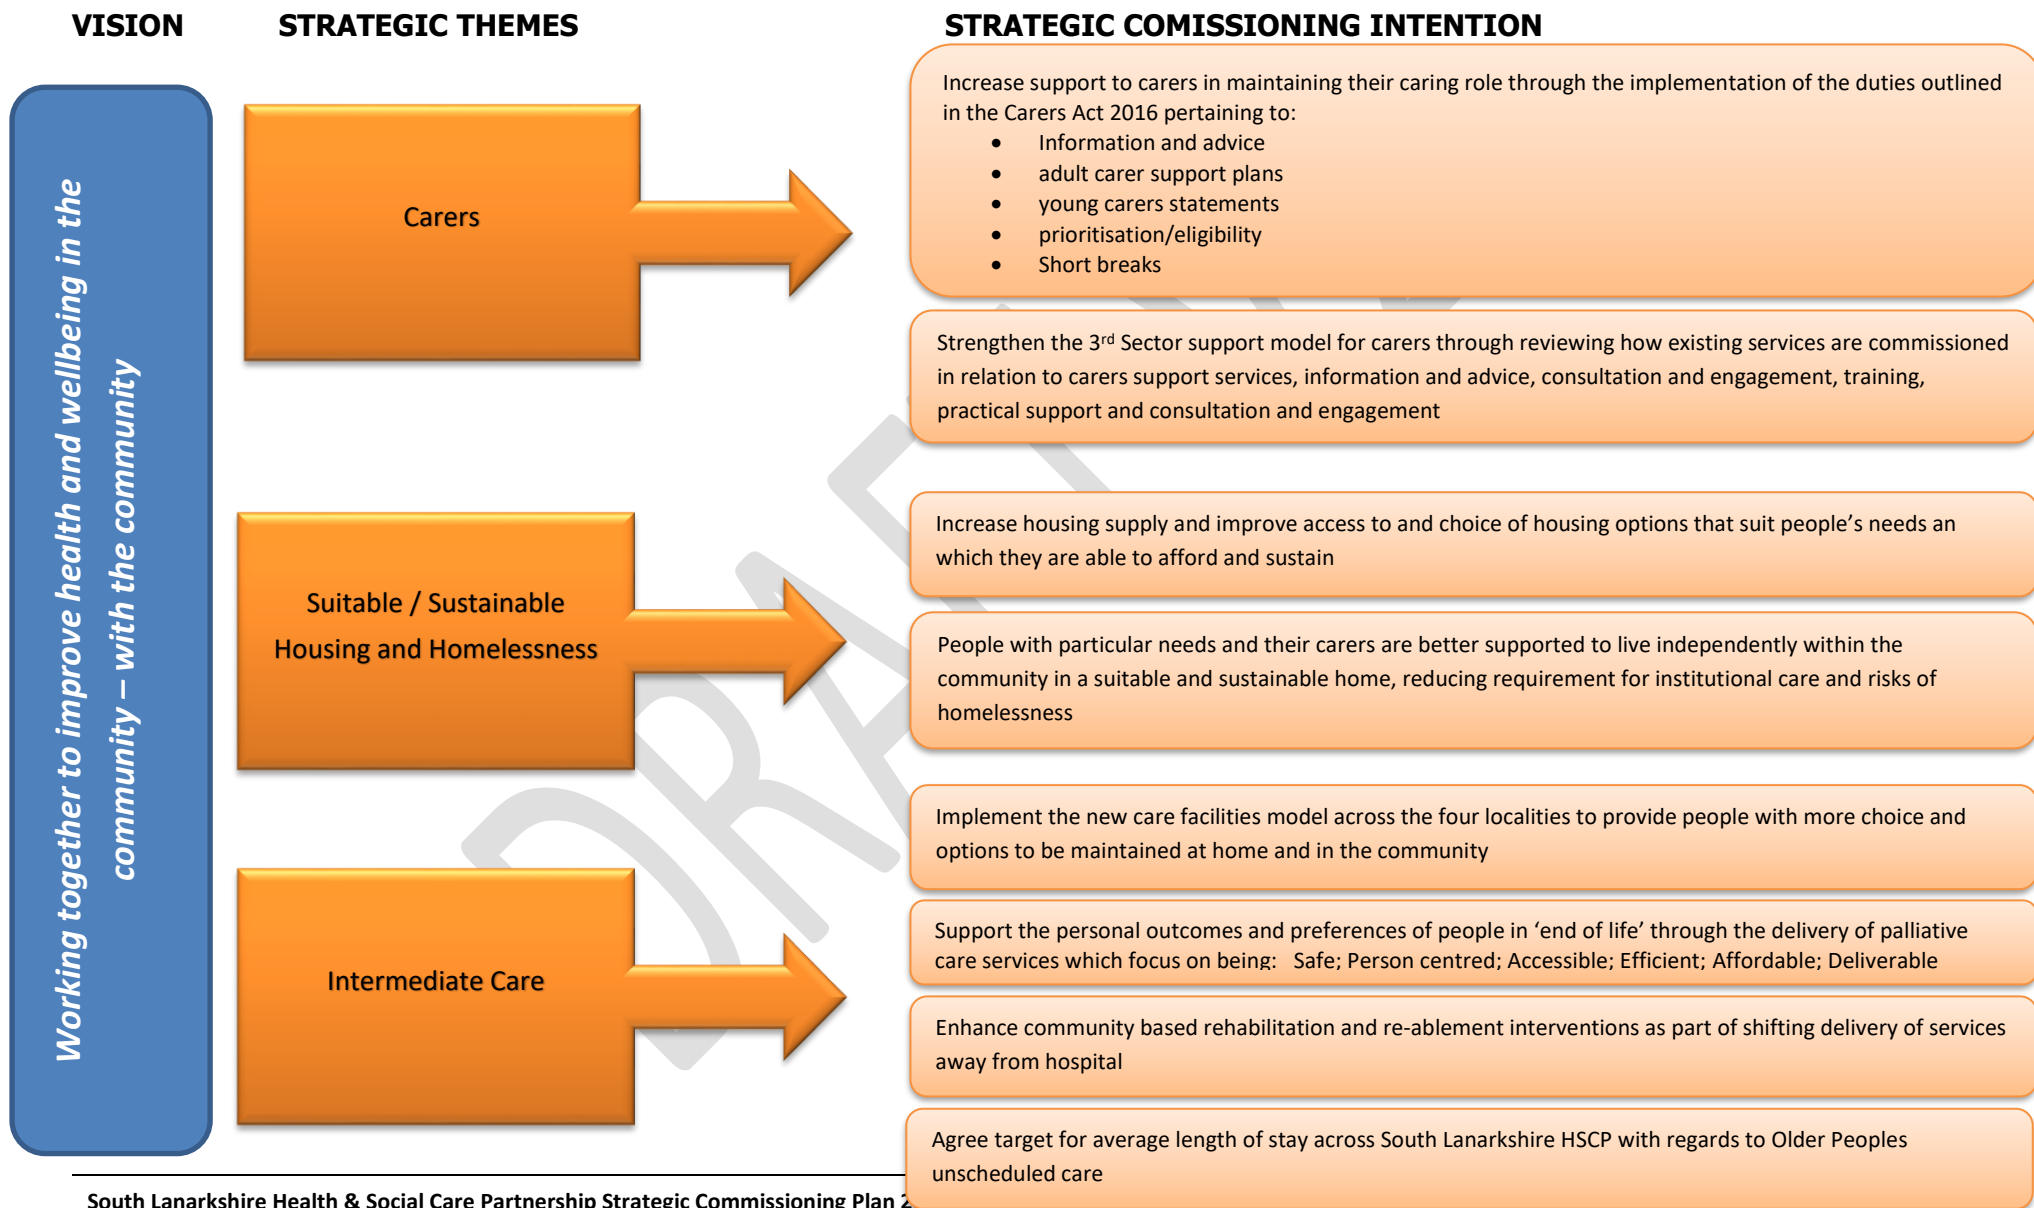 VISION
STRATEGIC THEMES
STRATEGIC COMISSIONING INTENTION
Working together to improve health and wellbeing in the
community – with the community
Carers
Increase support to carers in maintaining their caring role through the implementation of the duties outlined
in the Carers Act 2016 pertaining to:
• Information and advice
• adult carer support plans
• young carers statements
• prioritisation/eligibility
• Short breaks
Strengthen the 3rd Sector support model for carers through reviewing how existing services are commissioned
in relation to carers support services, information and advice, consultation and engagement, training,
practical support and consultation and engagement
Suitable / Sustainable
Housing and Homelessness
Increase housing supply and improve access to and choice of housing options that suit people’s needs an
which they are able to afford and sustain
People with particular needs and their carers are better supported to live independently within the
community in a suitable and sustainable home, reducing requirement for institutional care and risks of
homelessness
Intermediate Care
Implement the new care facilities model across the four localities to provide people with more choice and
options to be maintained at home and in the community
Support the personal outcomes and preferences of people in ‘end of life’ through the delivery of palliative
care services which focus on being: Safe; Person centred; Accessible; Efficient; Affordable; Deliverable
Enhance community based rehabilitation and re-ablement interventions as part of shifting delivery of services
away from hospital
Agree target for average length of stay across South Lanarkshire HSCP with regards to Older Peoples
unscheduled care
South Lanarkshire Health & Social Care Partnership Strategic Commissioning Plan 2